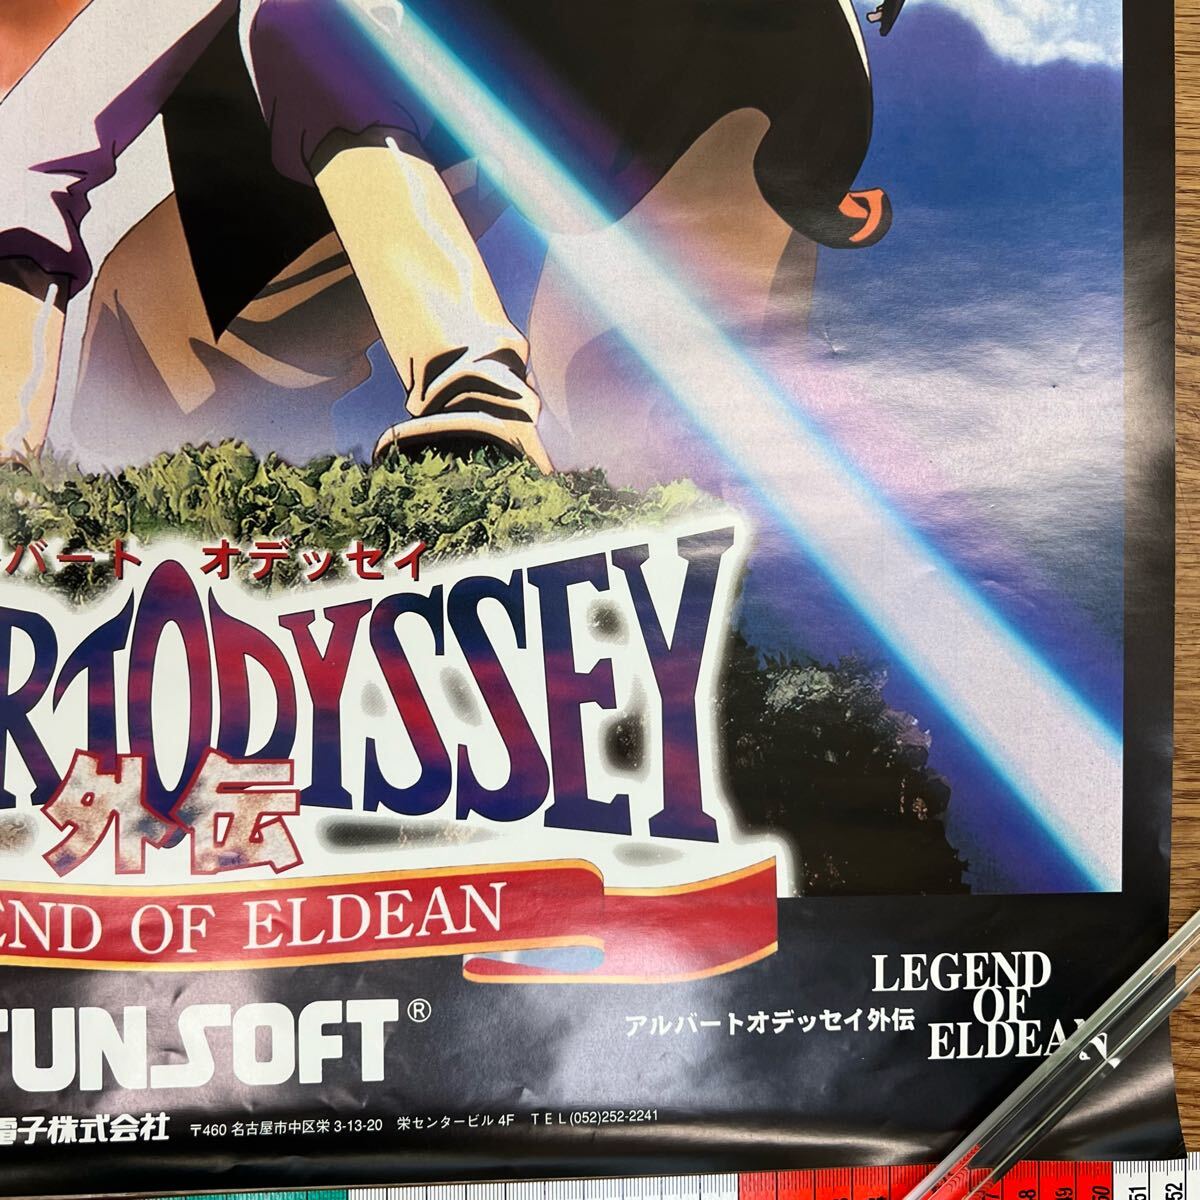 バート オデッセイ
RTODYSSEY
外伝
END OF ELDEAN
SUNSOFT®
LEGEND
OF
アルバートオデッセイ外伝
ELDEAN
電子株式会社 〒460 名古屋市中区栄 3-13-20 栄センタービル 4F TEL(052)252-2241
51
52